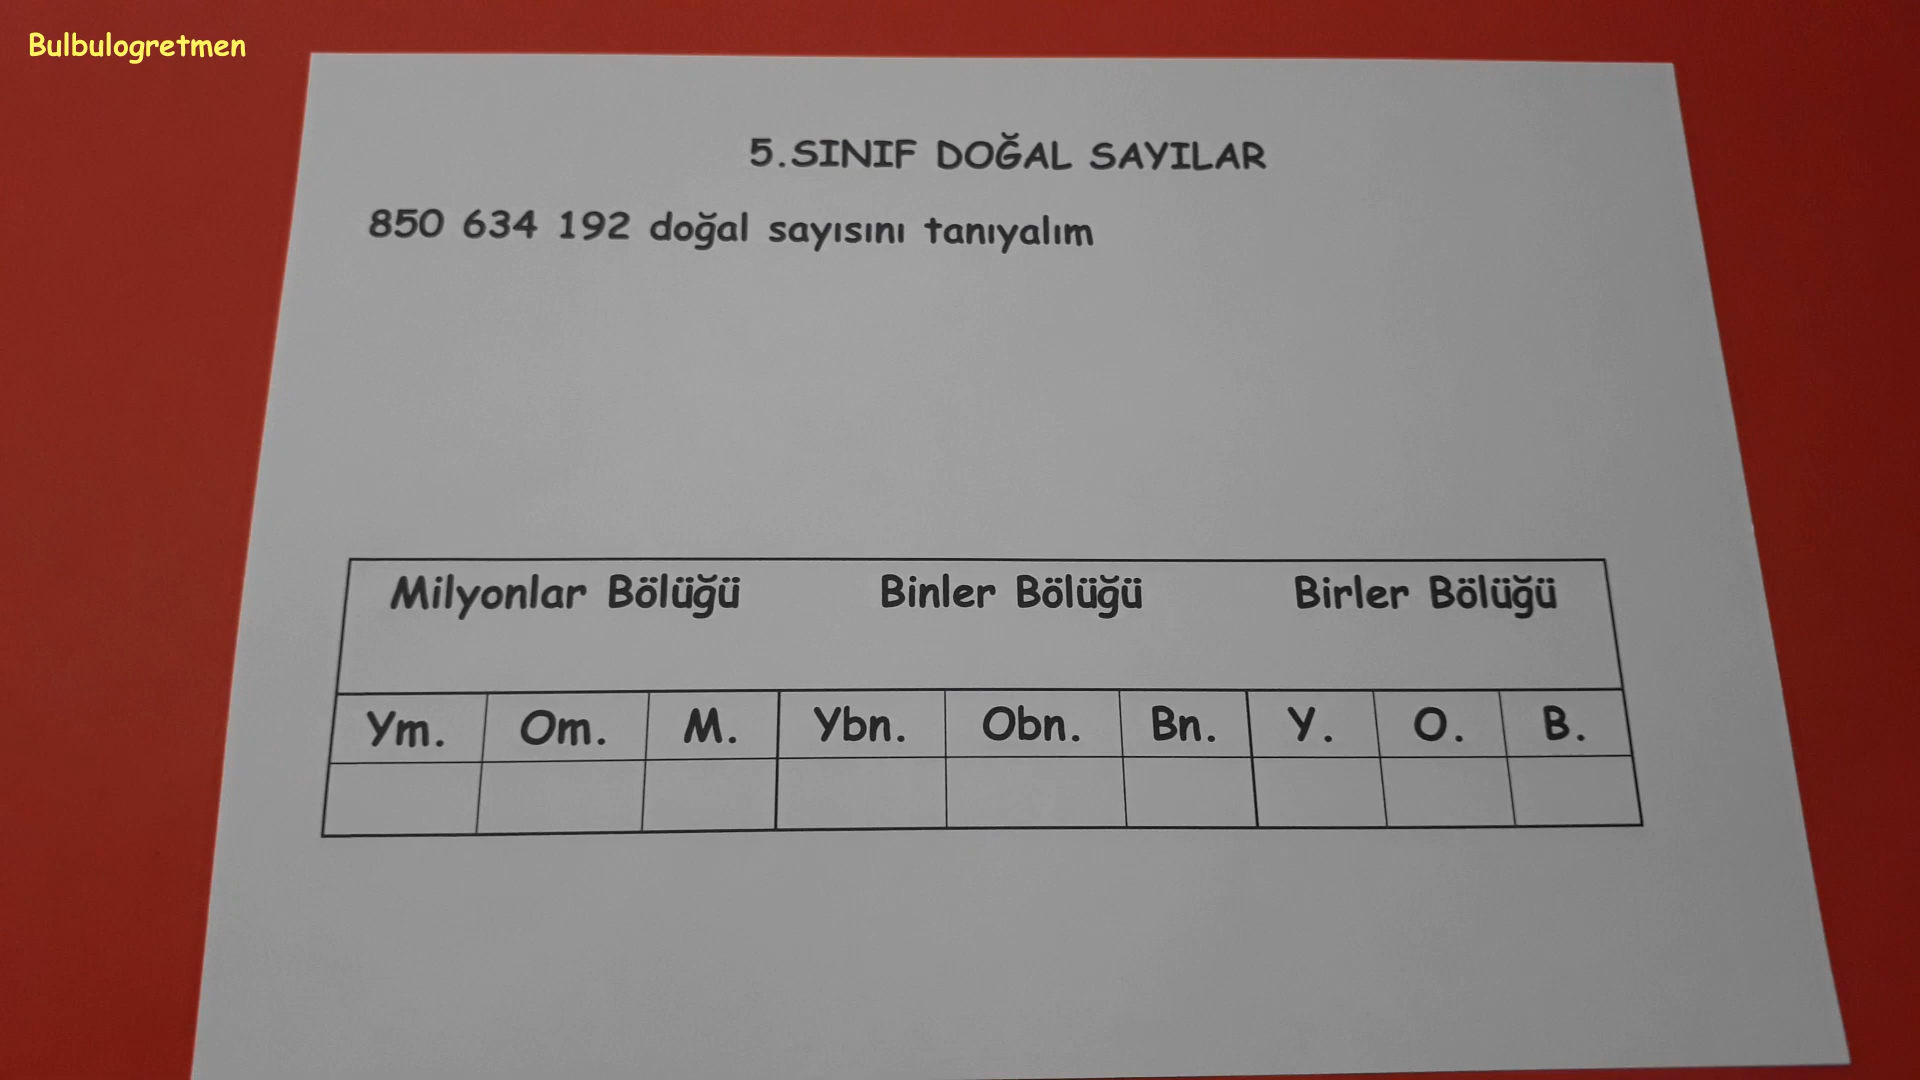 Bulbulogretmen
5.SINIF DOĞAL SAYILAR
850 634 192 doğal sayısını tanıyalım
Milyonlar Bölüğü Binler Bölüğü Birler Bölüğü
Ym. Om. M. Ybn. Obn. Bn. Y. O. B.